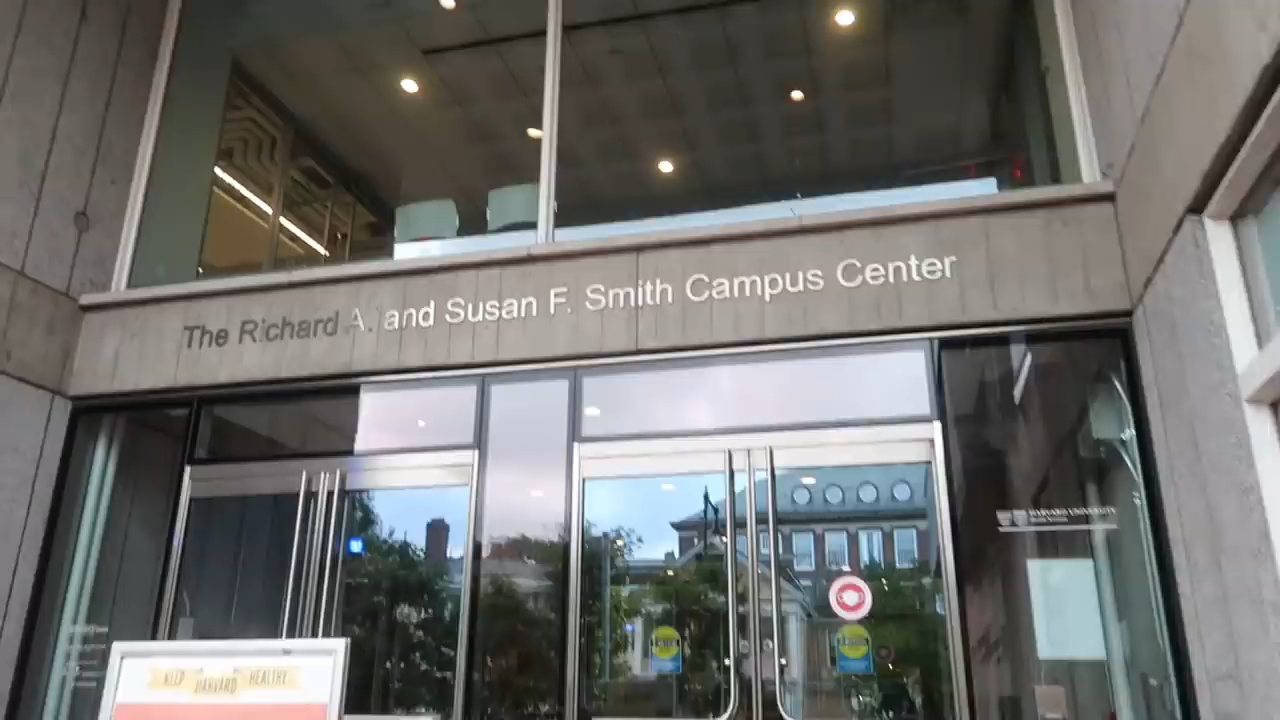 The Richard A. and Susan F. Smith Campus Center
HARVARD UNIVERSITY
KEEP HARVARD HEALTHY